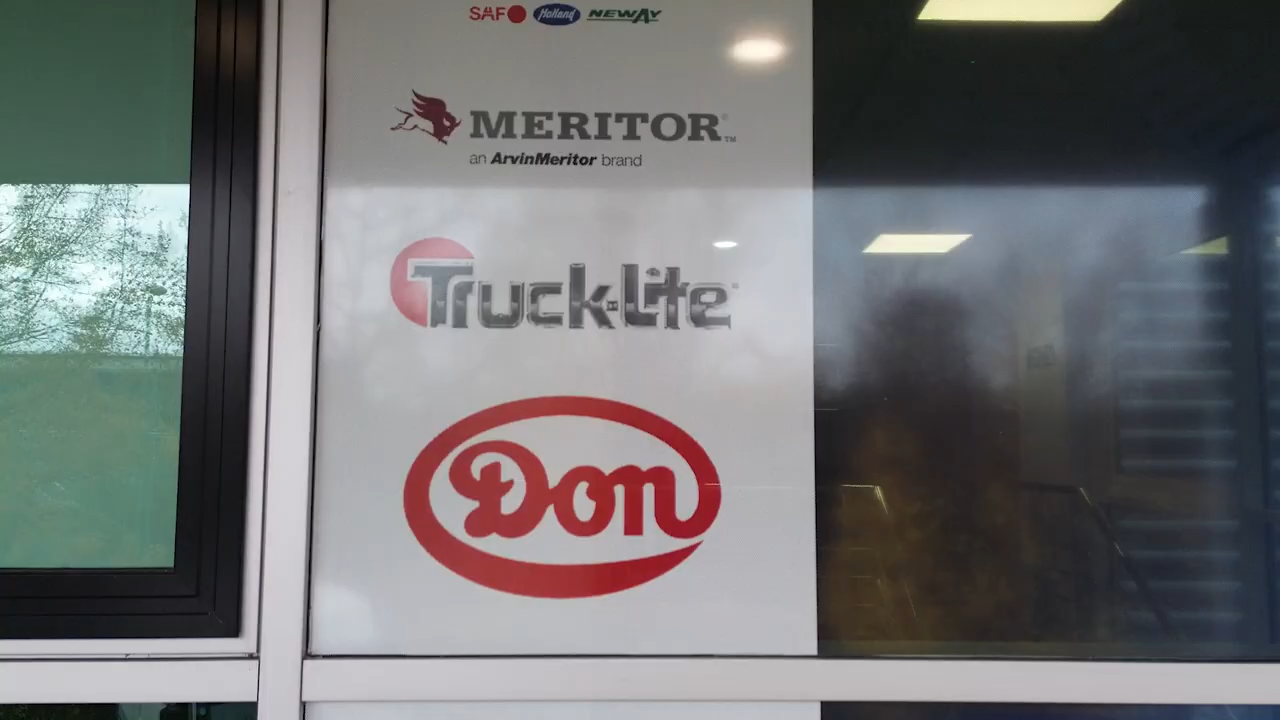 SAF Holland NEWAY
MERITOR™
an ArvinMeritor brand
Truck-Lite
Don